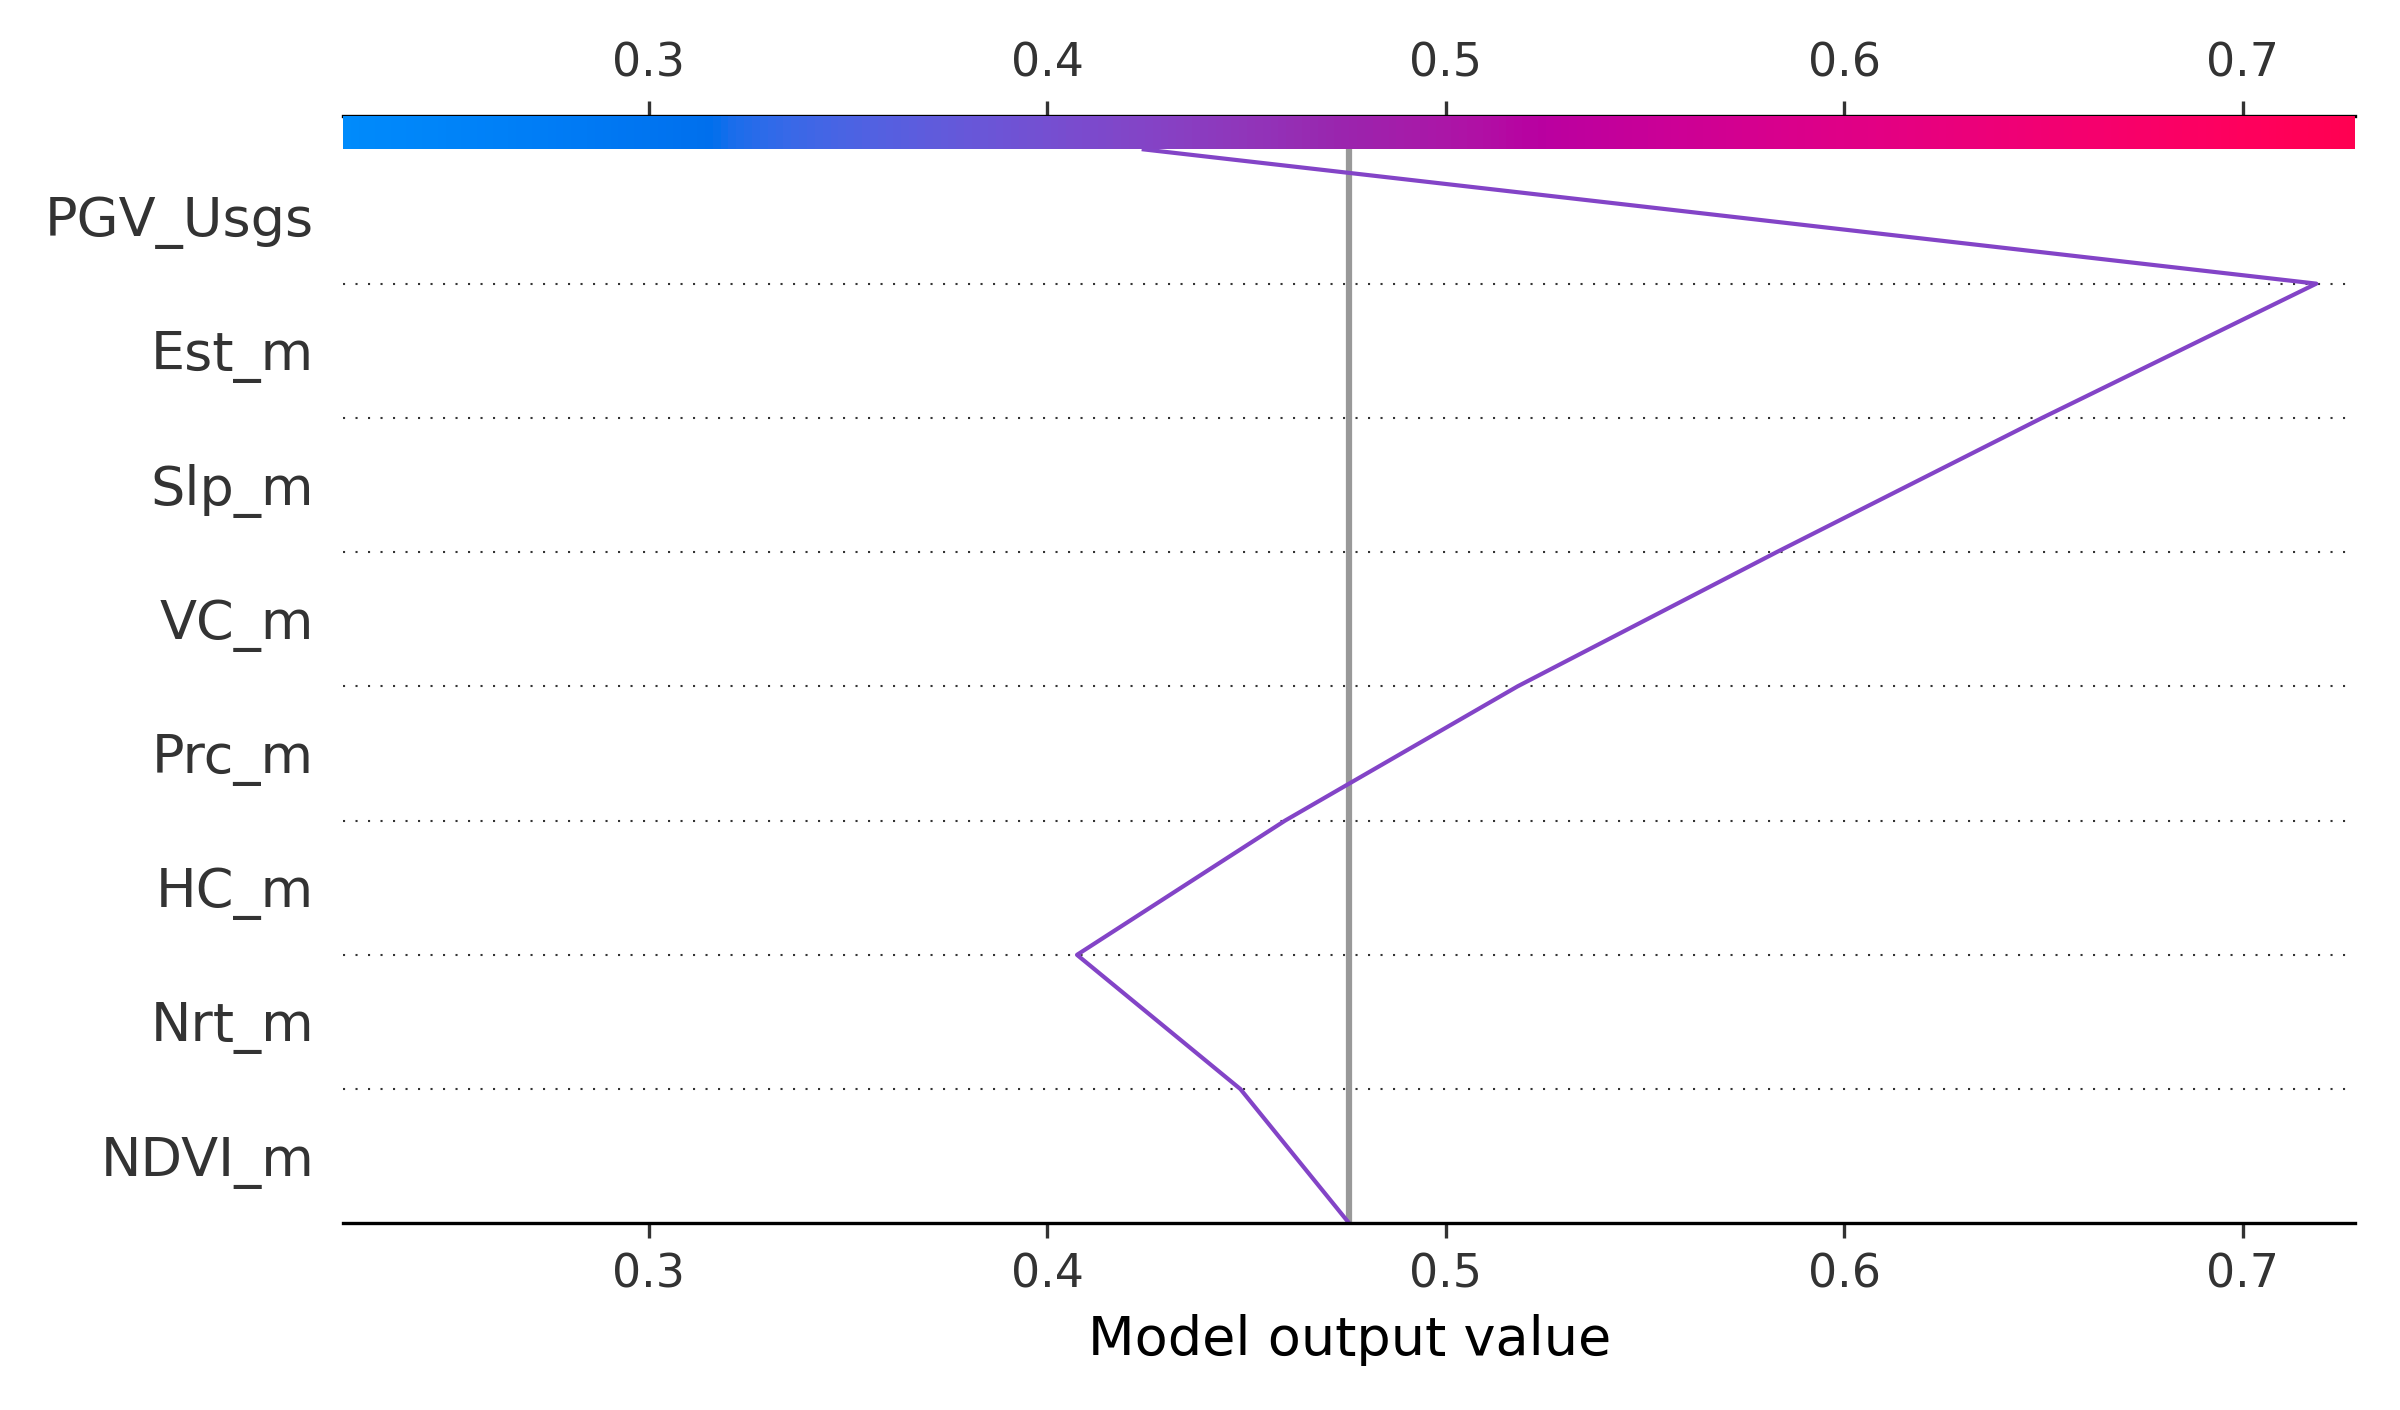 0.3 0.4 0.5 0.6 0.7
PGV_Usgs
Est_m
Slp_m
VC_m
Prc_m
HC_m
Nrt_m
NDVI_m
0.3 0.4 0.5 0.6 0.7
Model output value